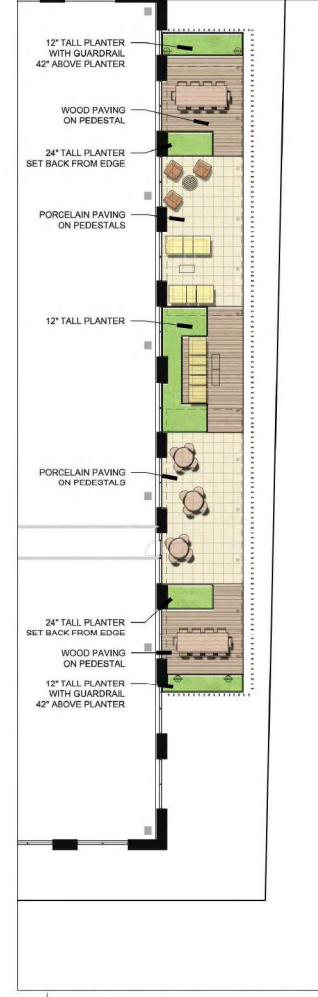 12" TALL PLANTER
WITH GUARDRAIL
42" ABOVE PLANTER
WOOD PAVING
ON PEDESTAL
24" TALL PLANTER
SET BACK FROM EDGE
PORCELAIN PAVING
ON PEDESTALS
12" TALL PLANTER
PORCELAIN PAVING
ON PEDESTALS
24" TALL PLANTER
SET BACK FROM EDGE
WOOD PAVING
ON PEDESTAL
12" TALL PLANTER
WITH GUARDRAIL
42" ABOVE PLANTER